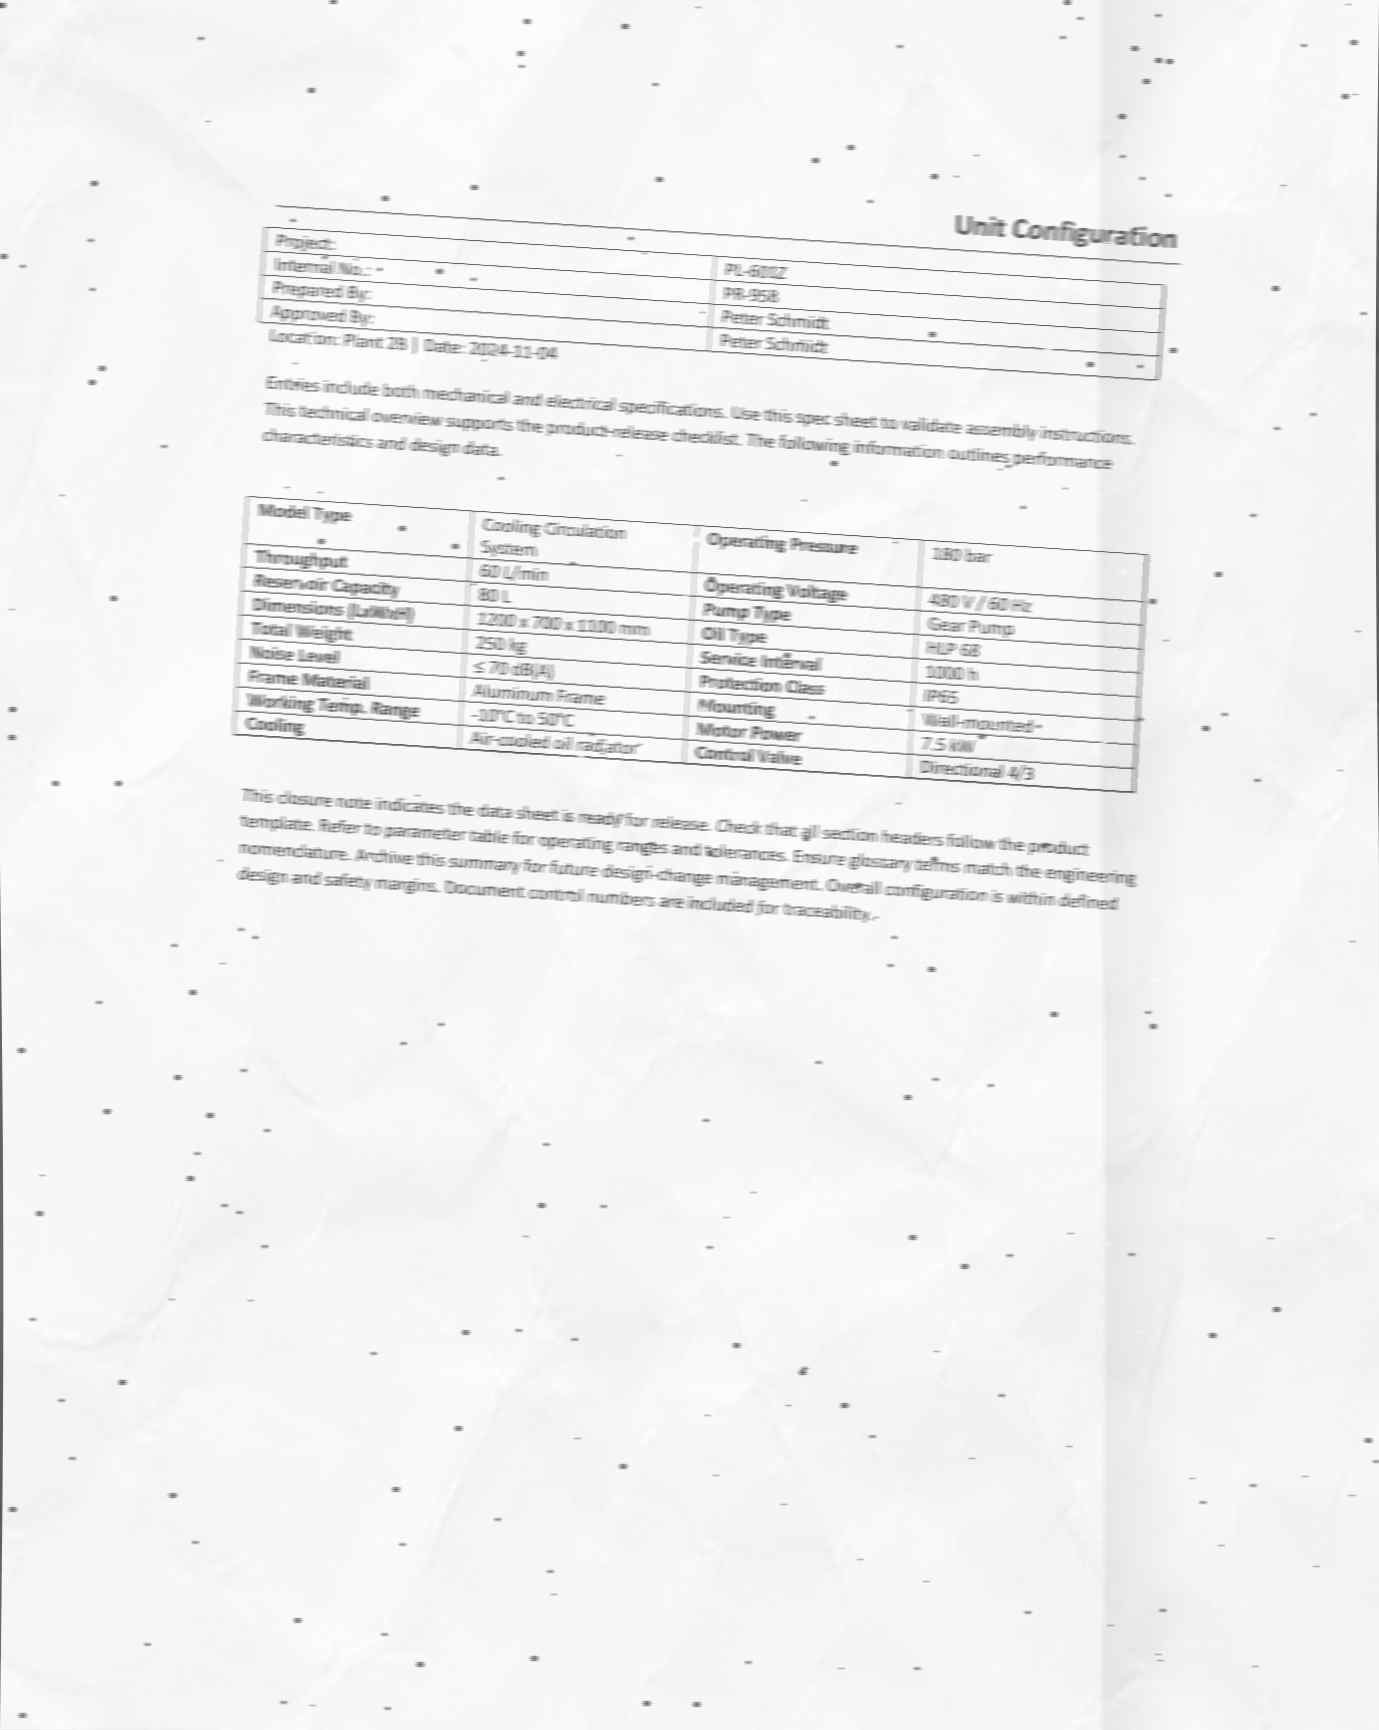 Unit Configuration
Project:
Internal No.: PR-958
Prepared By: Peter Schmidt
Approved By: Peter Schmidt
Location: Plant 2B | Date: 2024-11-04
Entries include both mechanical and electrical specifications. Use this spec sheet to validate assembly instructions.
This technical overview supports the product-release checklist. The following information outlines performance
characteristics and design data.
Model Type Cooling Circulation System Operating Pressure 180 bar
Throughput 60 L/min Operating Voltage 480 V / 60 Hz
Reservoir Capacity 80 L Pump Type Gear Pump
Dimensions (LxWxH) 1200 x 700 x 1100 mm Oil Type HLP 68
Total Weight 250 kg Service Interval 1000 h
Noise Level ≤ 70 dB(A) Protection Class IP65
Frame Material Aluminum Frame Mounting Wall-mounted
Working Temp. Range -10°C to 50°C Motor Power 7.5 kW
Cooling Air-cooled oil radiator Control Valve Directional 4/3
This closure note indicates the data sheet is ready for release. Check that all section headers follow the product
template. Refer to parameter table for operating ranges and tolerances. Ensure glossary terms match the engineering
nomenclature. Archive this summary for future design-change management. Overall configuration is within defined
design and safety margins. Document control numbers are included for traceability.